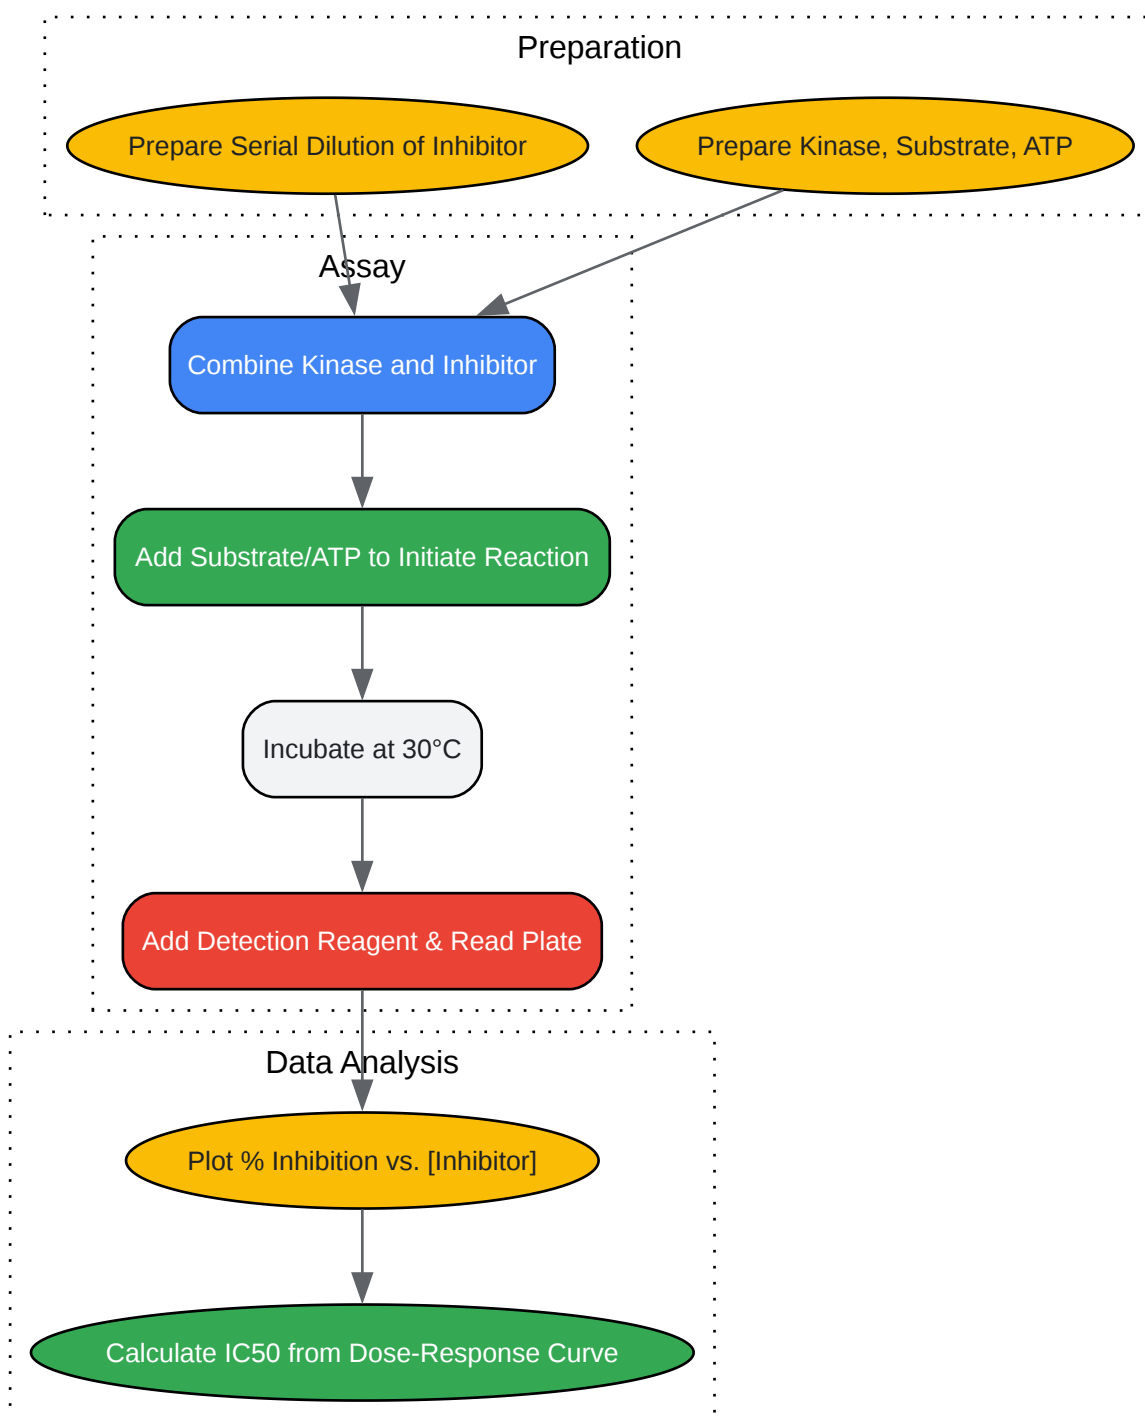 Preparation
Prepare Serial Dilution of Inhibitor
Prepare Kinase, Substrate, ATP
Assay
Combine Kinase and Inhibitor
Add Substrate/ATP to Initiate Reaction
Incubate at 30°C
Add Detection Reagent & Read Plate
Data Analysis
Plot % Inhibition vs. [Inhibitor]
Calculate IC50 from Dose-Response Curve